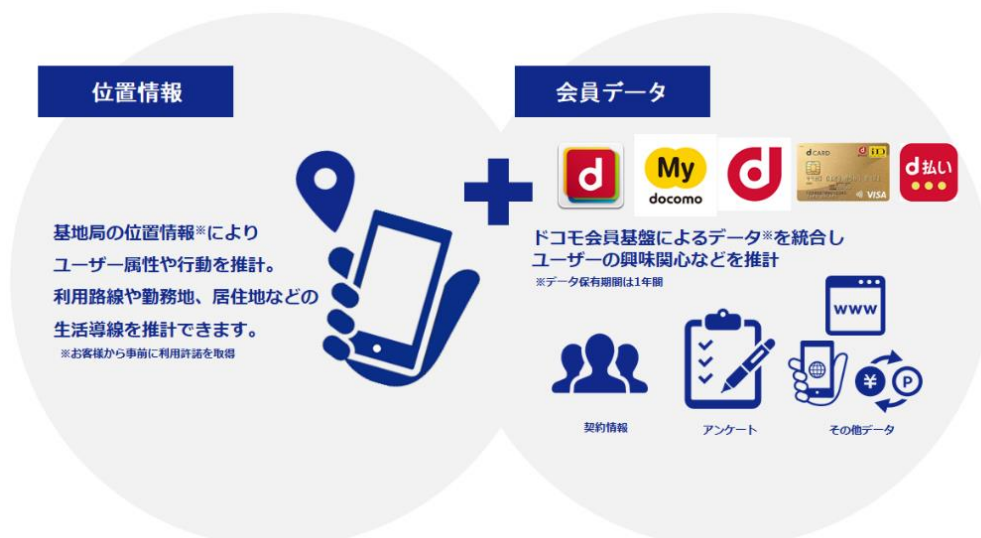 位置情報
基地局の位置情報※により
ユーザー属性や行動を推計。
利用路線や勤務地、居住地などの
生活導線を推計できます。
※お客様から事前に利用許諾を取得
会員データ
d
My
docomo
d
d CARD
iD
VISA
d払い
ドコモ会員基盤によるデータ※を統合し
ユーザーの興味関心などを推計
※データ保有期間は1年間
www
¥
P
契約情報
アンケート
その他データ